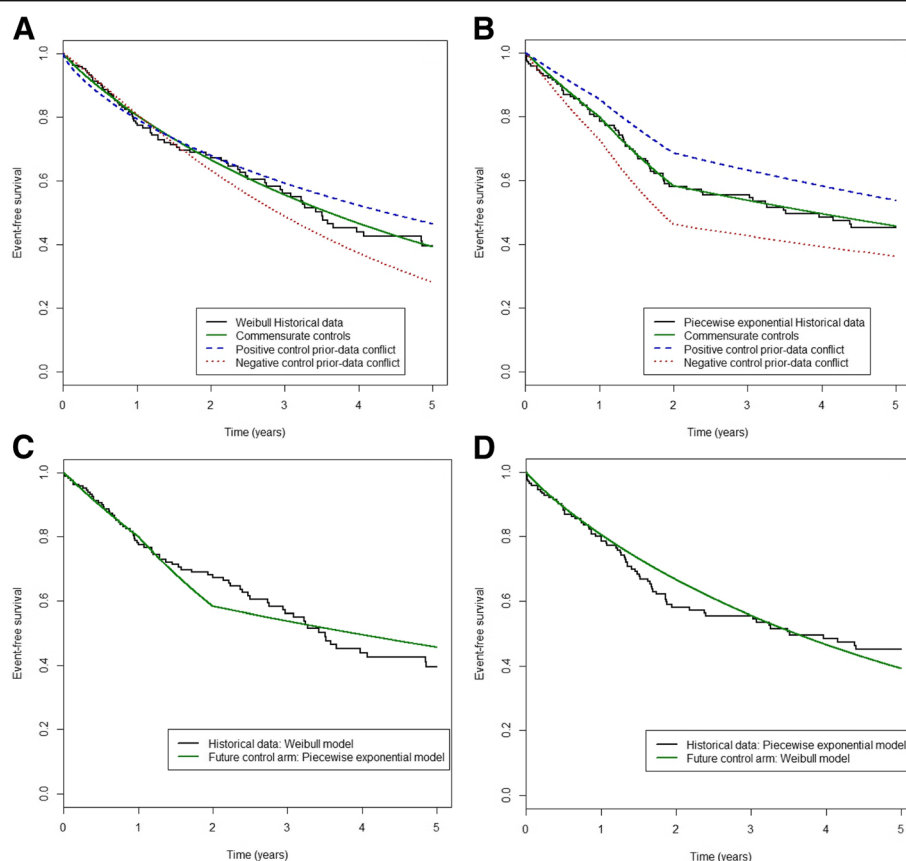 A
Event-free survival
1.0
0.8
0.6
0.4
0.2
0.0
Weibull Historical data
Commensurate controls
Positive control prior-data conflict
Negative control prior-data conflict
0 1 2 3 4 5
Time (years)
B
Event-free survival
1.0
0.8
0.6
0.4
0.2
0.0
Piecewise exponential Historical data
Commensurate controls
Positive control prior-data conflict
Negative control prior-data conflict
0 1 2 3 4 5
Time (years)
C
Event-free survival
1.0
0.8
0.6
0.4
0.2
0.0
Historical data: Weibull model
Future control arm: Piecewise exponential model
0 1 2 3 4 5
Time (years)
D
Event-free survival
1.0
0.8
0.6
0.4
0.2
0.0
Historical data: Piecewise exponential model
Future control arm: Weibull model
0 1 2 3 4 5
Time (years)